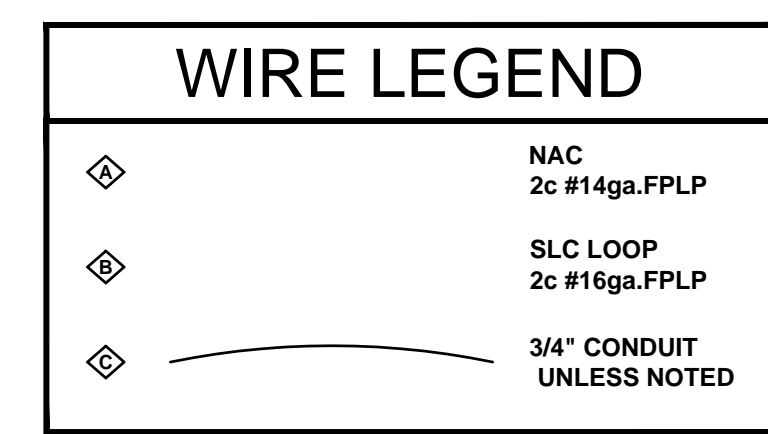 WIRE LEGEND
A
NAC
2c #14ga.FPLP
B
SLC LOOP
2c #16ga.FPLP
C
3/4" CONDUIT
UNLESS NOTED